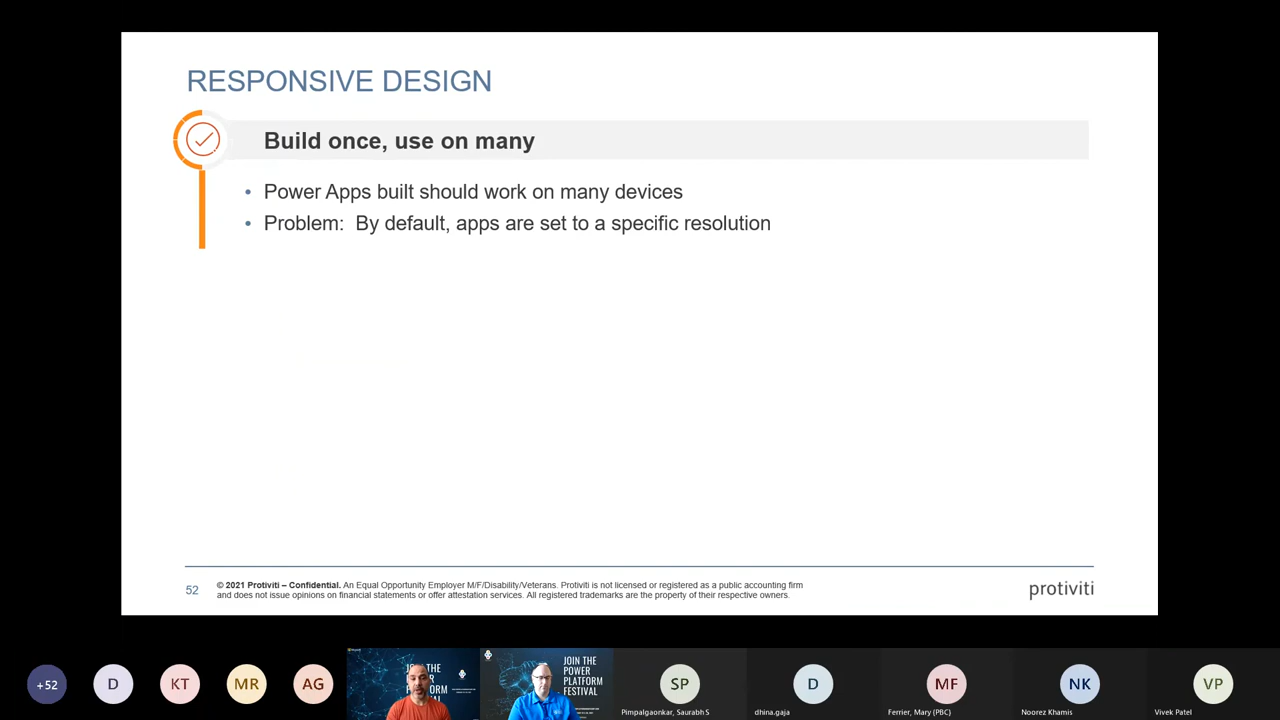 RESPONSIVE DESIGN
Build once, use on many
• Power Apps built should work on many devices
• Problem:  By default, apps are set to a specific resolution
52
© 2021 Protiviti – Confidential. An Equal Opportunity Employer M/F/Disability/Veterans. Protiviti is not licensed or registered as a public accounting firm
and does not issue opinions on financial statements or offer attestation services. All registered trademarks are the property of their respective owners.
protiviti
+52
D
KT
MR
AG
JOIN THE
POWER
PLATFORM
FESTIVAL
SP
D
MF
NK
VP
Pimpalgaonkar, Saurabh S
dhina.gaja
Ferrier, Mary (PBC)
Noorez Khamis
Vivek Patel